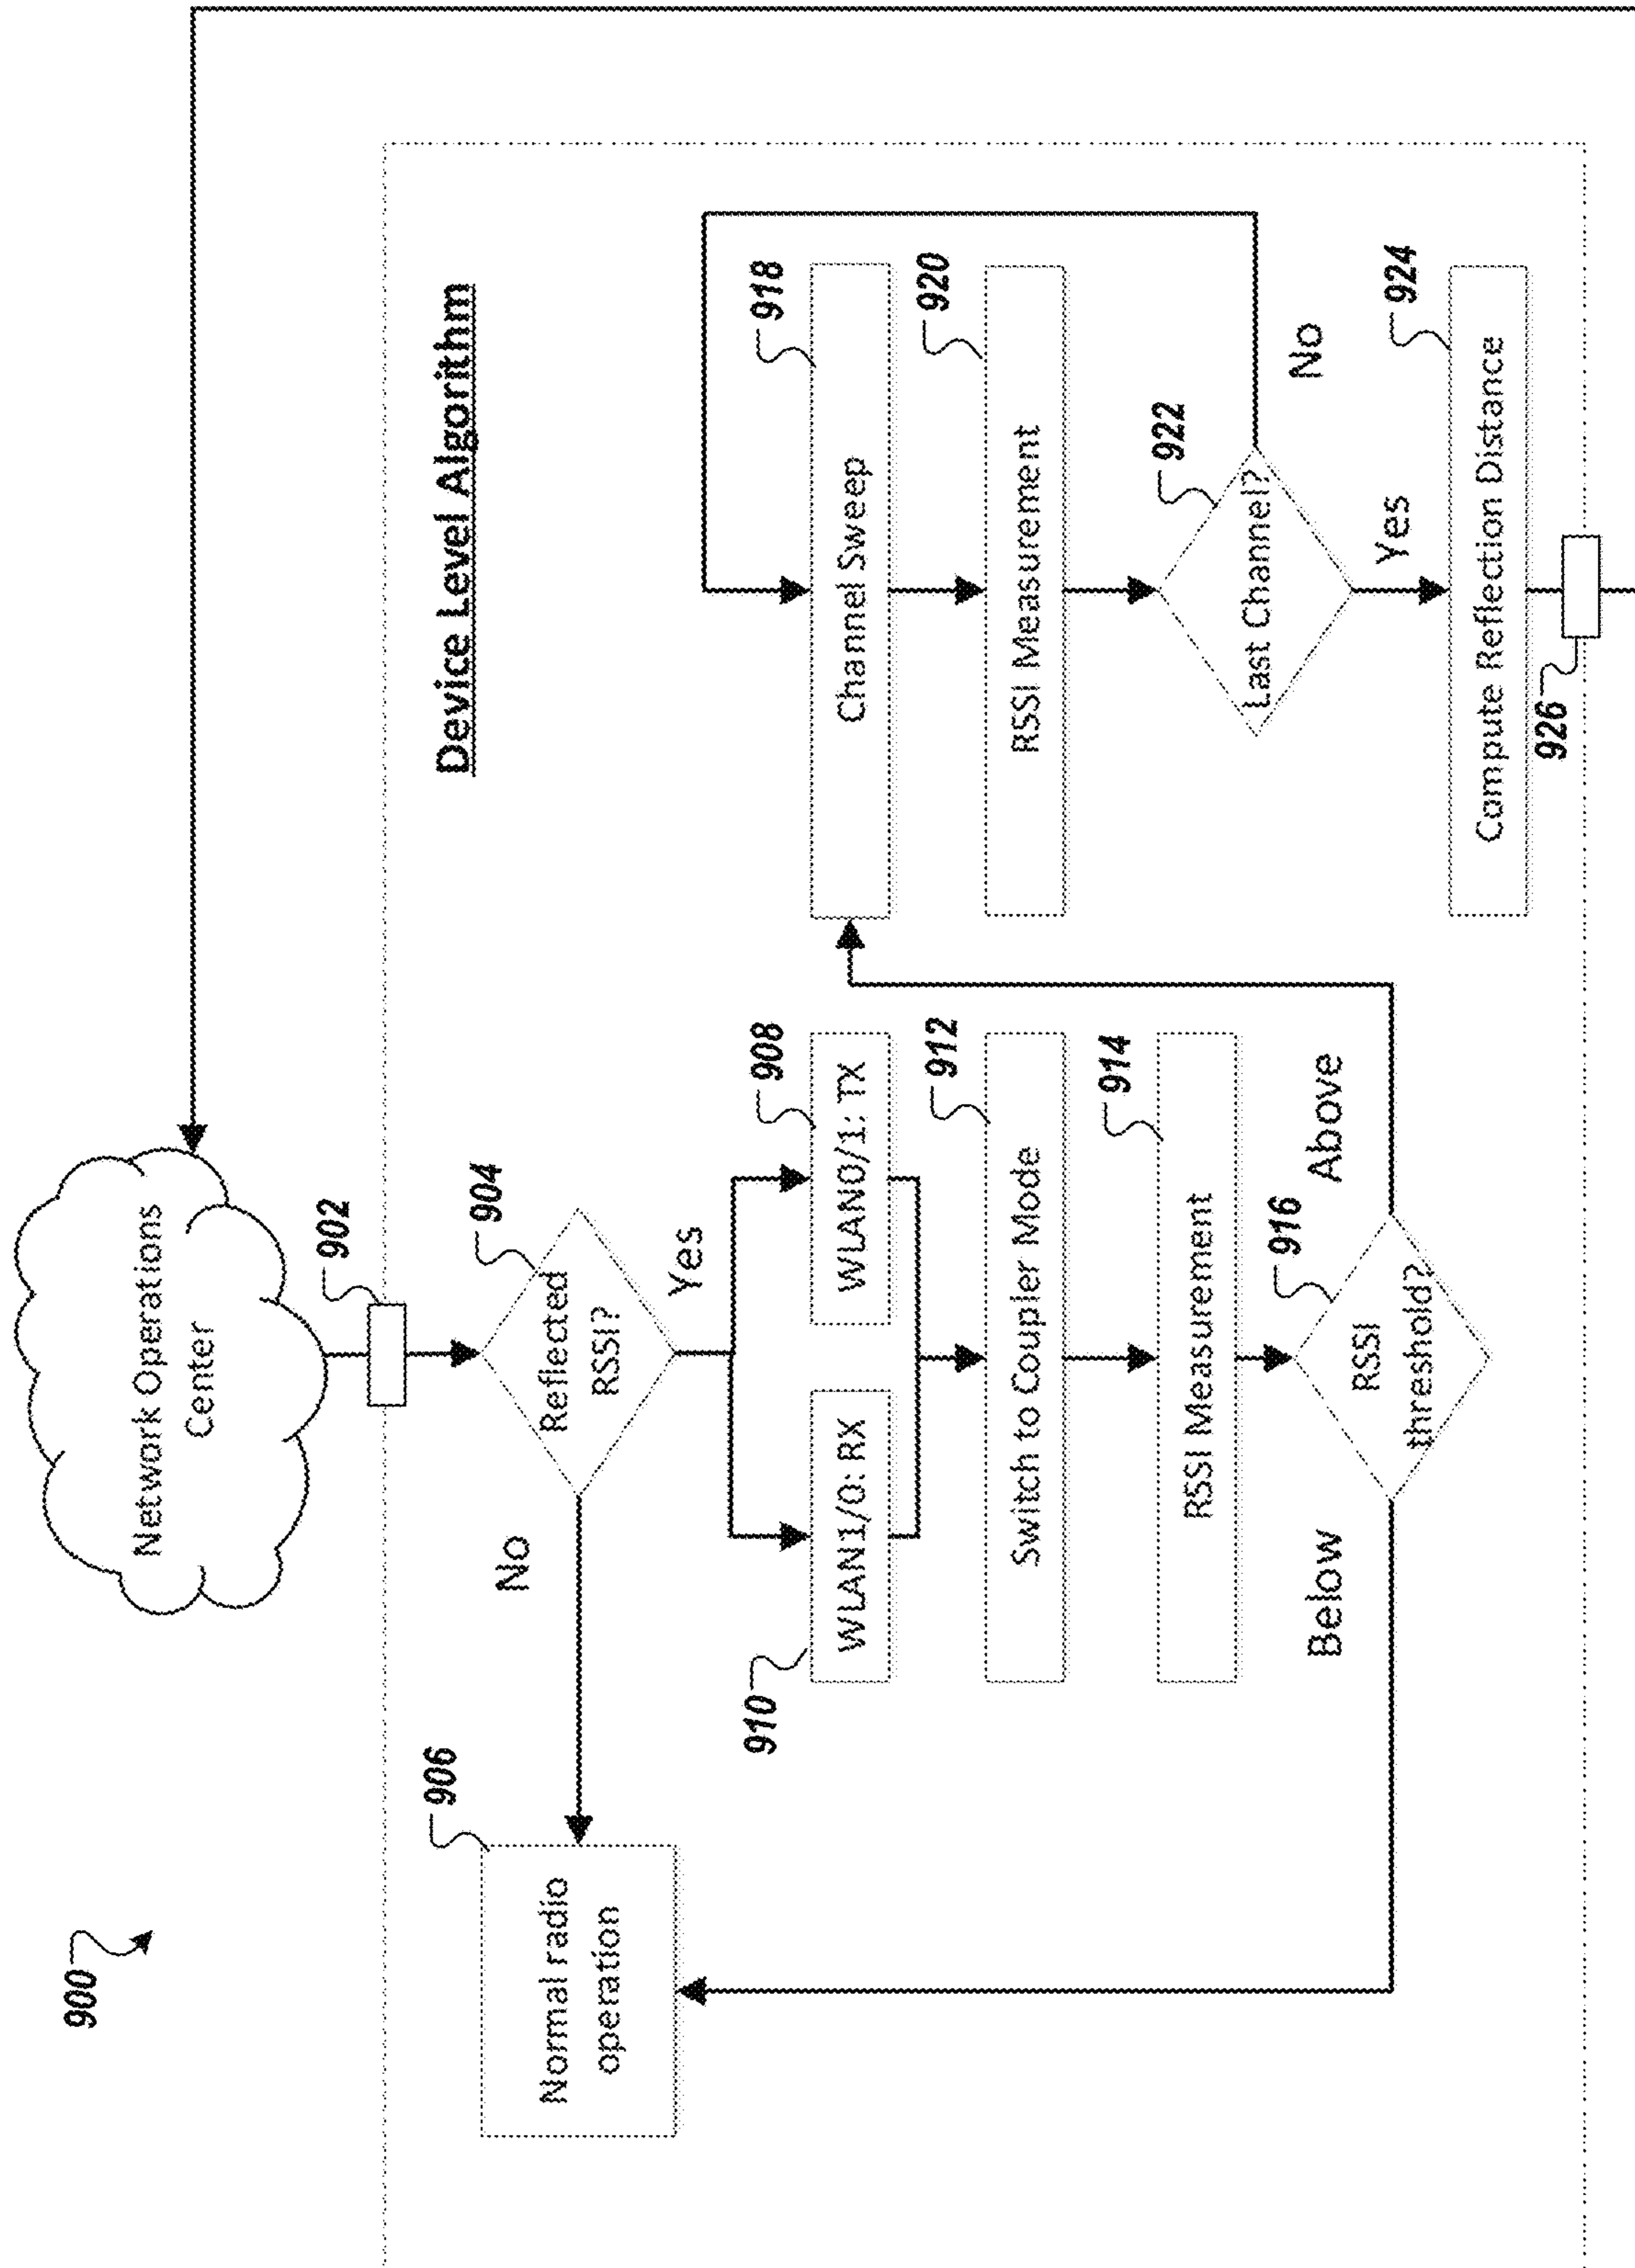 900
Network Operations
Center
902
Device Level Algorithm
904
Reflected
RSSI?
No
Yes
906
Normal radio
operation
910
WLAN1/0: RX
908
WLAN0/1: TX
912
Switch to Coupler Mode
914
RSSI Measurement
916
RSSI
threshold?
Below
Above
918
Channel Sweep
920
RSSI Measurement
922
Last Channel?
No
Yes
924
Compute Reflection Distance
926